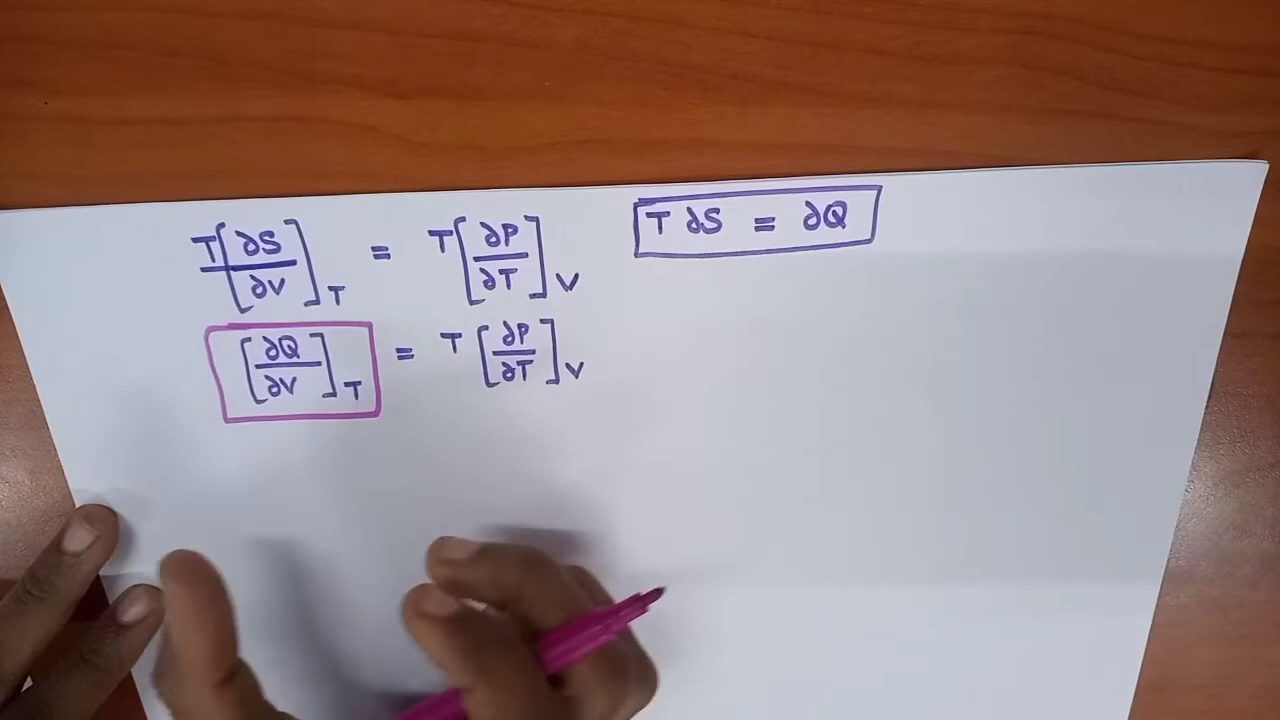 T[∂S/∂V]_T = T[∂P/∂T]_V
T ∂S = ∂Q
[∂Q/∂V]_T = T[∂P/∂T]_V